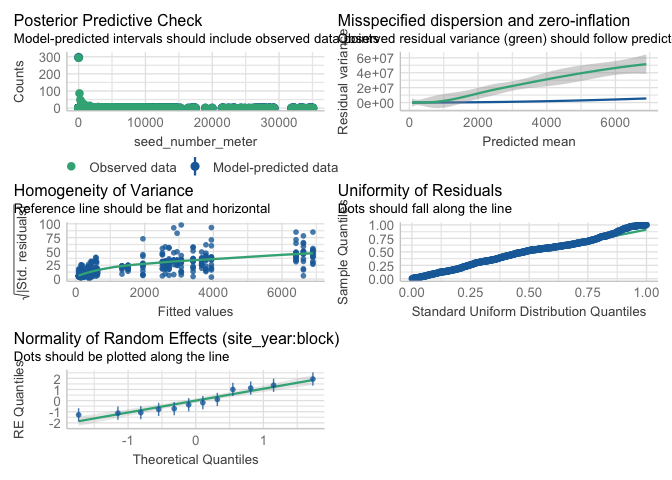 Posterior Predictive Check
Model-predicted intervals should include observed data points
Counts
300
200
100
0
0 10000 20000 30000
seed_number_meter
Observed data Model-predicted data
Misspecified dispersion and zero-inflation
Observed residual variance (green) should follow predict
Residual variance
6e+07
4e+07
2e+07
0e+00
0 2000 4000 6000
Predicted mean
Homogeneity of Variance
Reference line should be flat and horizontal
√|Std. residuals|
100
75
50
25
0
0 2000 4000 6000
Fitted values
Uniformity of Residuals
Dots should fall along the line
Sample Quantiles
1.00
0.75
0.50
0.25
0.00
0.00 0.25 0.50 0.75 1.00
Standard Uniform Distribution Quantiles
Normality of Random Effects (site_year:block)
Dots should be plotted along the line
RE Quantiles
2
1
0
-1
-2
-1 0 1
Theoretical Quantiles